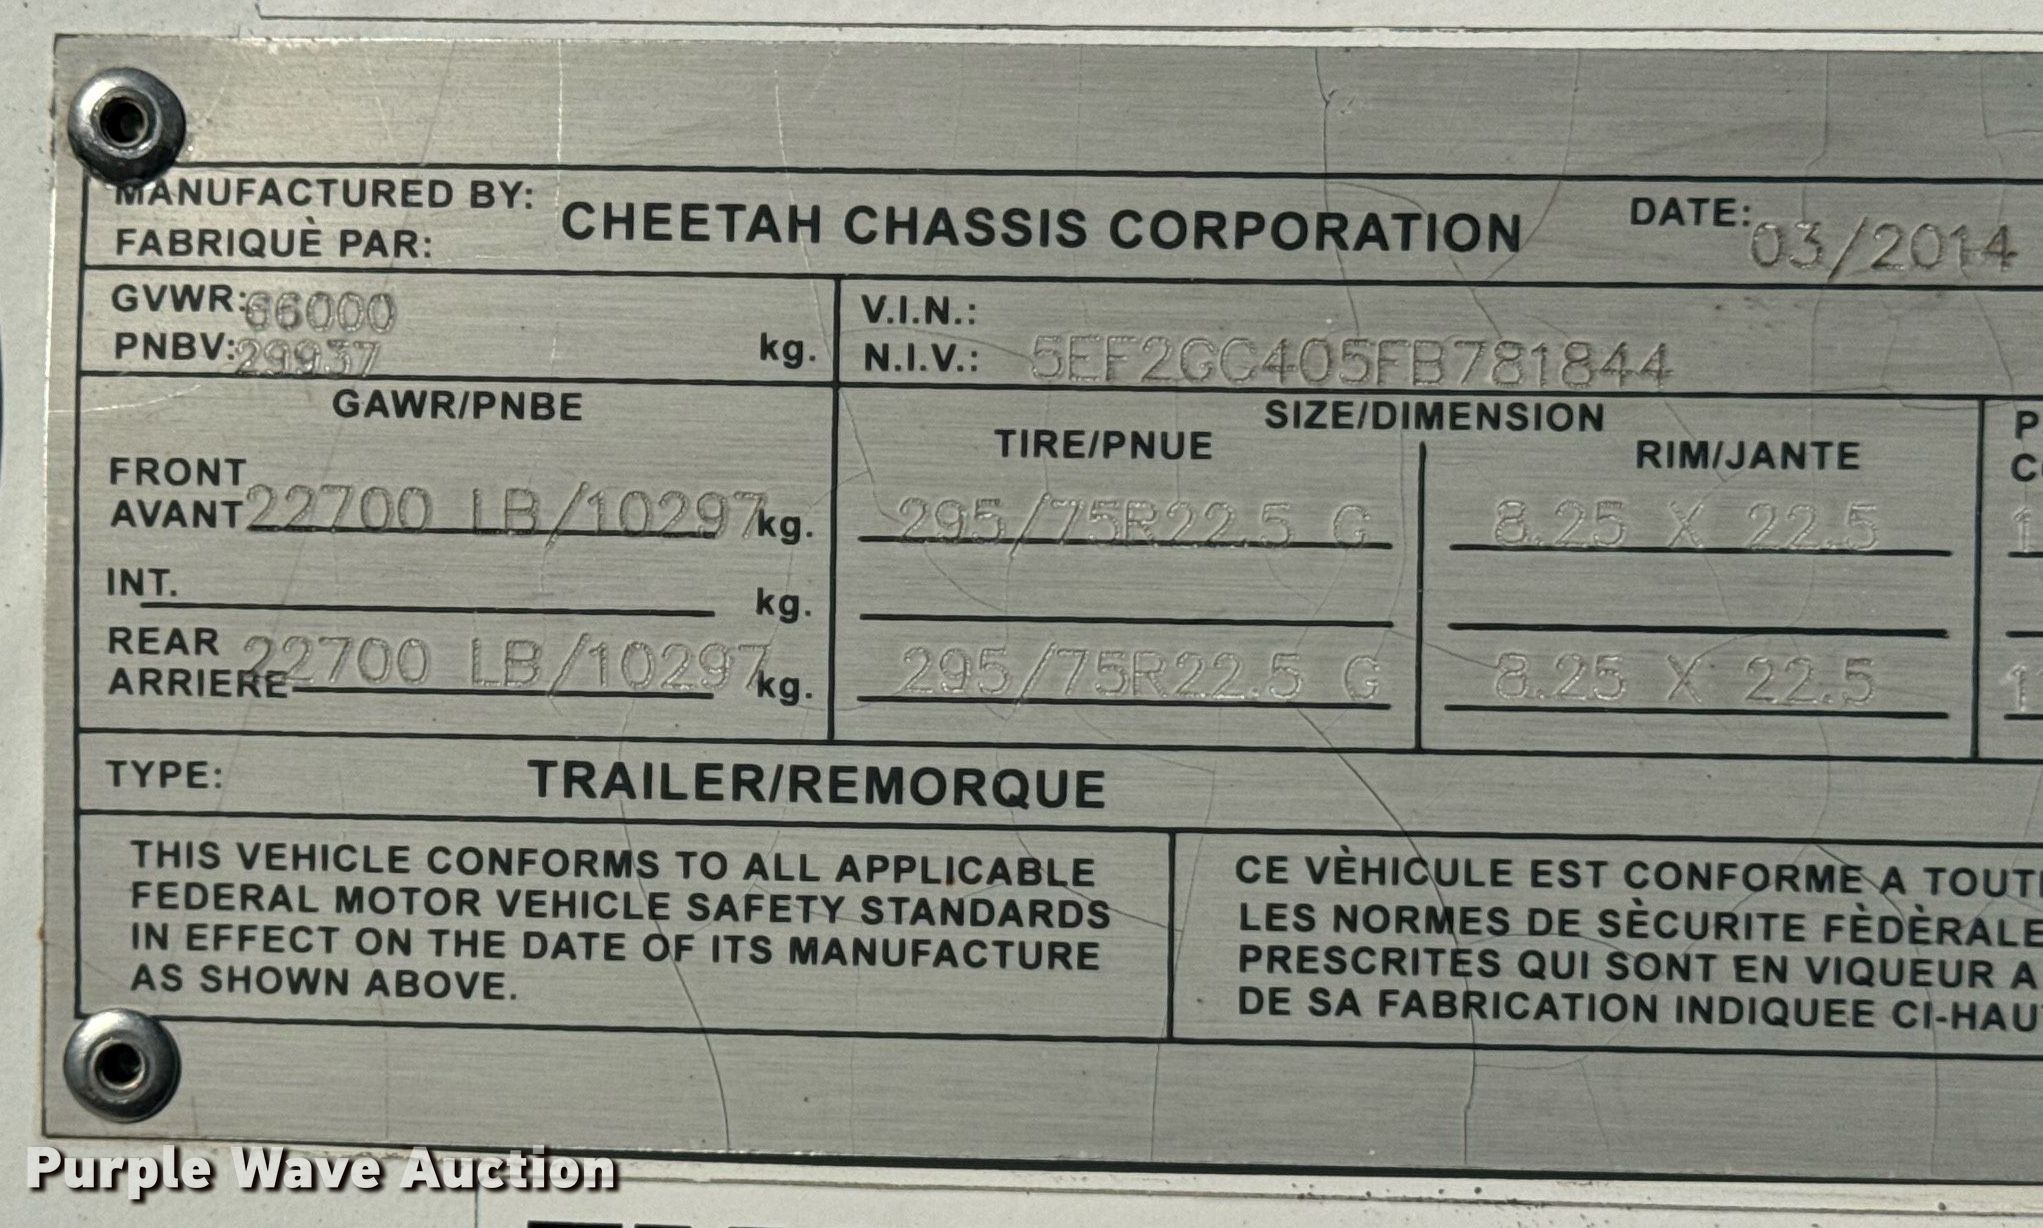 MANUFACTURED BY:
FABRIQUÈ PAR:
CHEETAH CHASSIS CORPORATION
DATE: 03/2014
GVWR: 66000
PNBV: 29937 kg.
V.I.N.:
N.I.V.: 5EF2GC405FB781844
GAWR/PNBE
SIZE/DIMENSION
TIRE/PNUE
RIM/JANTE
P
C
FRONT
AVANT 22700 LB/10297 kg.
295/75R22.5 G
8.25 X 22.5
1
INT. kg.
REAR
ARRIERE 22700 LB/10297 kg.
295/75R22.5 G
8.25 X 22.5
1
TYPE: TRAILER/REMORQUE
THIS VEHICLE CONFORMS TO ALL APPLICABLE
FEDERAL MOTOR VEHICLE SAFETY STANDARDS
IN EFFECT ON THE DATE OF ITS MANUFACTURE
AS SHOWN ABOVE.
CE VÈHICULE EST CONFORME A TOUT
LES NORMES DE SÈCURITE FÈDÈRALE
PRESCRITES QUI SONT EN VIQUEUR A
DE SA FABRICATION INDIQUEE CI-HAU
Purple Wave Auction